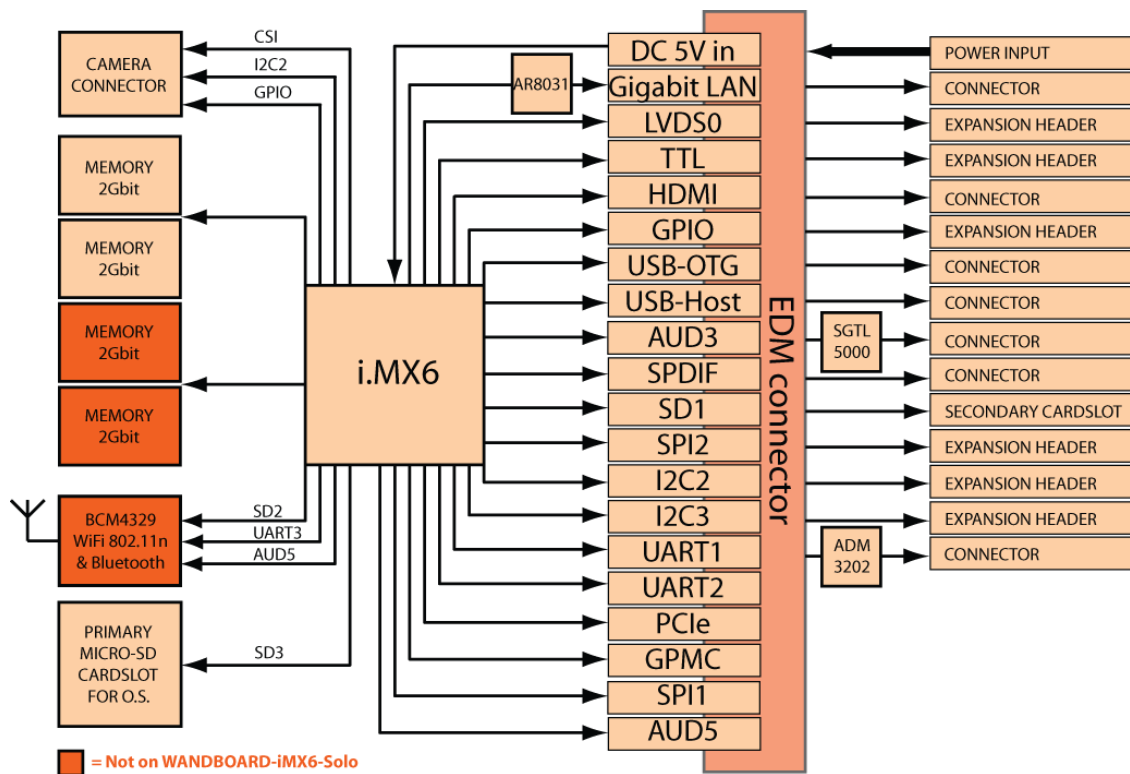 CAMERA
CONNECTOR
CSI
I2C2
GPIO
MEMORY
2Gbit
MEMORY
2Gbit
MEMORY
2Gbit
MEMORY
2Gbit
BCM4329
WiFi 802.11n
& Bluetooth
SD2
UART3
AUD5
PRIMARY
MICRO-SD
CARDSLOT
FOR O.S.
SD3
= Not on WANDBOARD-iMX6-Solo
i.MX6
AR8031
DC 5V in
Gigabit LAN
LVDS0
TTL
HDMI
GPIO
USB-OTG
USB-Host
AUD3
SPDIF
SD1
SPI2
I2C2
I2C3
UART1
UART2
PCIe
GPMC
SPI1
AUD5
EDM connector
SGTL
5000
ADM
3202
POWER INPUT
CONNECTOR
EXPANSION HEADER
EXPANSION HEADER
CONNECTOR
EXPANSION HEADER
CONNECTOR
CONNECTOR
CONNECTOR
CONNECTOR
SECONDARY CARDSLOT
EXPANSION HEADER
EXPANSION HEADER
EXPANSION HEADER
CONNECTOR